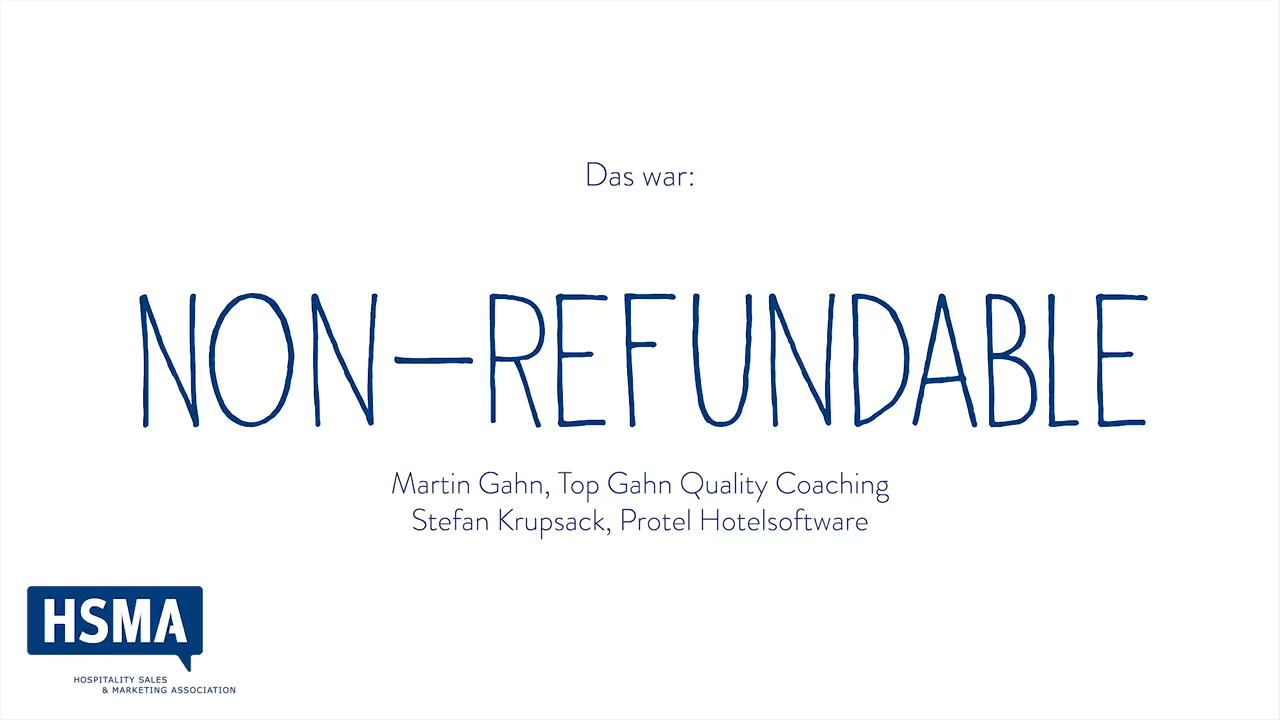 Das war:
NON-REFUNDABLE
Martin Gahn, Top Gahn Quality Coaching
Stefan Krupsack, Protel Hotelsoftware
HSMA
HOSPITALITY SALES
& MARKETING ASSOCIATION